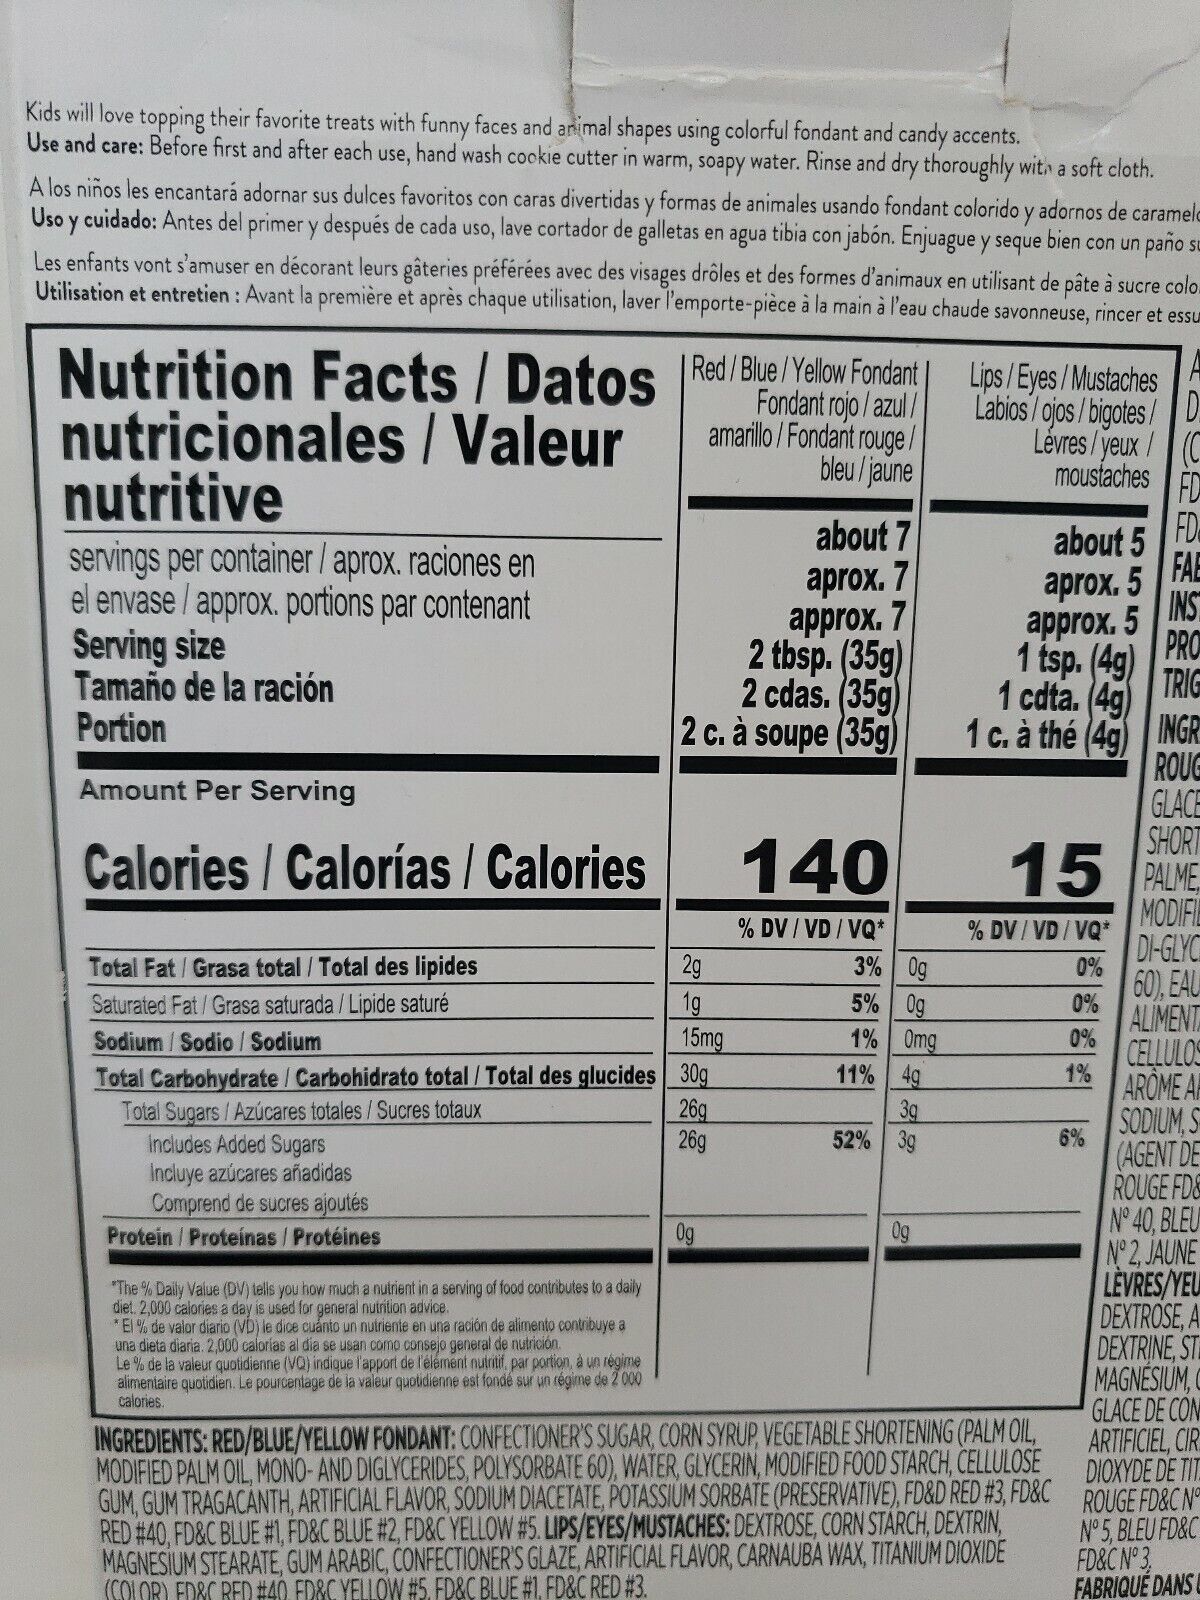 Kids will love topping their favorite treats with funny faces and animal shapes using colorful fondant and candy accents.
Use and care: Before first and after each use, hand wash cookie cutter in warm, soapy water. Rinse and dry thoroughly with a soft cloth.
A los niños les encantará adornar sus dulces favoritos con caras divertidas y formas de animales usando fondant colorido y adornos de caramelo
Uso y cuidado: Antes del primer y después de cada uso, lave cortador de galletas en agua tibia con jabón. Enjuague y seque bien con un paño su
Les enfants vont s'amuser en décorant leurs gâteries préférées avec des visages drôles et des formes d'animaux en utilisant de pâte à sucre colo
Utilisation et entretien : Avant la première et après chaque utilisation, laver l'emporte-pièce à la main à l'eau chaude savonneuse, rincer et essu
Nutrition Facts / Datos
nutricionales / Valeur
nutritive
Red / Blue / Yellow Fondant
Fondant rojo / azul /
amarillo / Fondant rouge /
bleu / jaune
Lips / Eyes / Mustaches
Labios / ojos / bigotes /
Lèvres / yeux /
moustaches
servings per container / aprox. raciones en
el envase / approx. portions par contenant
about 7 about 5
aprox. 7 aprox. 5
approx. 7 approx. 5
Serving size 2 tbsp. (35g) 1 tsp. (4g)
Tamaño de la ración 2 cdas. (35g) 1 cdta. (4g)
Portion 2 c. à soupe (35g) 1 c. à thé (4g)
Amount Per Serving
Calories / Calorías / Calories 140 15
% DV / VD / VQ* % DV / VD / VQ*
Total Fat / Grasa total / Total des lipides 2g 3% 0g 0%
Saturated Fat / Grasa saturada / Lipide saturé 1g 5% 0g 0%
Sodium / Sodio / Sodium 15mg 1% 0mg 0%
Total Carbohydrate / Carbohidrato total / Total des glucides 30g 11% 4g 1%
Total Sugars / Azúcares totales / Sucres totaux 26g 3g
Includes Added Sugars 26g 52% 3g 6%
Incluye azúcares añadidas
Comprend de sucres ajoutés
Protein / Proteínas / Protéines 0g 0g
*The % Daily Value (DV) tells you how much a nutrient in a serving of food contributes to a daily
diet. 2,000 calories a day is used for general nutrition advice.
* El % de valor diario (VD) le dice cuánto un nutriente en una ración de alimento contribuye a
una dieta diaria. 2,000 calorías al día se usan como consejo general de nutrición.
Le % de la valeur quotidienne (VQ) indique l'apport de l'élément nutritif, par portion, à un régime
alimentaire quotidien. Le pourcentage de la valeur quotidienne est fondé sur un régime de 2 000
calories.
INGREDIENTS: RED/BLUE/YELLOW FONDANT: CONFECTIONER'S SUGAR, CORN SYRUP, VEGETABLE SHORTENING (PALM OIL,
MODIFIED PALM OIL, MONO- AND DIGLYCERIDES, POLYSORBATE 60), WATER, GLYCERIN, MODIFIED FOOD STARCH, CELLULOSE
GUM, GUM TRAGACANTH, ARTIFICIAL FLAVOR, SODIUM DIACETATE, POTASSIUM SORBATE (PRESERVATIVE), FD&D RED #3, FD&C
RED #40, FD&C BLUE #1, FD&C BLUE #2, FD&C YELLOW #5. LIPS/EYES/MUSTACHES: DEXTROSE, CORN STARCH, DEXTRIN,
MAGNESIUM STEARATE, GUM ARABIC, CONFECTIONER'S GLAZE, ARTIFICIAL FLAVOR, CARNAUBA WAX, TITANIUM DIOXIDE
(COLOR), FD&C RED #40, FD&C YELLOW #5, FD&C BLUE #1, FD&C RED #3.
INGR
ROUG
GLACE
SHORT
PALME,
MODIFI
DI-GLYC
60), EAU
ALIMENT
CELLULOS
ARÔME A
SODIUM, S
(AGENT DE
ROUGE FD&
Nº 40, BLEU
Nº 2, JAUNE
LÈVRES/YEU
DEXTROSE, A
DEXTRINE, ST
MAGNÉSIUM,
GLACE DE CON
ARTIFICIEL, CIR
DIOXYDE DE TIT
ROUGE FD&C Nº
Nº 5, BLEU FD&C
FD&C Nº 3.
FABRIQUÉ DANS